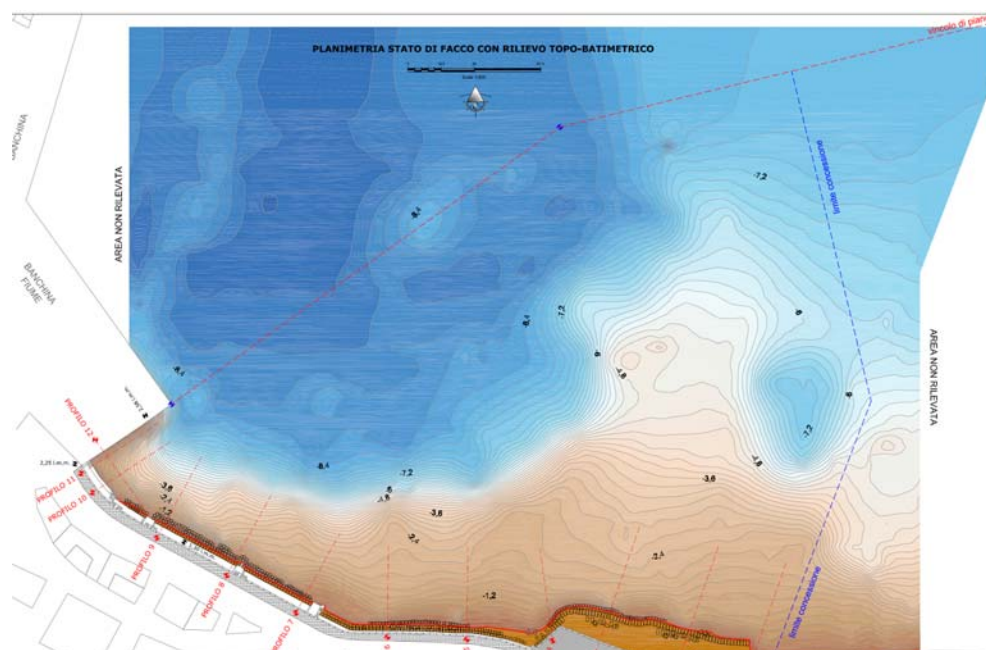 vincolo di piano
PLANIMETRIA STATO DI FACCO CON RILIEVO TOPO-BATIMETRICO
BANCHINA
AREA NON RILEVATA
limite concessione
-7,2
-8,4
BANCHINA
FIUME
-6
-8,4
-7,2
-6
-4,8
AREA NON RILEVATA
-8,4
-6
-7,2
PROFILO 12
2,25 l.m.m.
PROFILO 11
PROFILO 10
-8,4
-7,2
-6
-4,8
-3,6
-4,8
-3,6
-3,6
-2,4
-1,2
-2,4
-2,4
PROFILO 9
PROFILO 8
-1,2
PROFILO 7
limite concessione